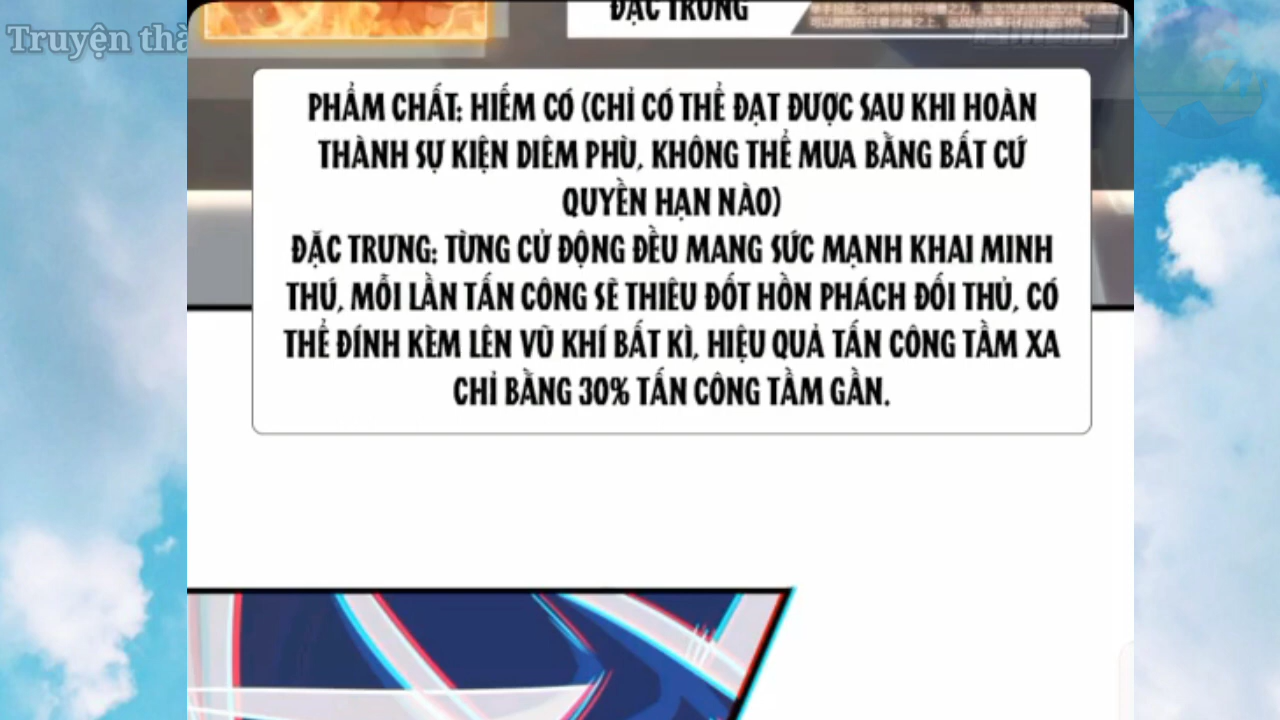 ĐẶC TRƯNG
Truyện thà
PHẨM CHẤT: HIẾM CÓ (CHỈ CÓ THỂ ĐẠT ĐƯỢC SAU KHI HOÀN
THÀNH SỰ KIỆN DIÊM PHÙ, KHÔNG THỂ MUA BẰNG BẤT CỨ
QUYỀN HẠN NÀO)
ĐẶC TRƯNG: TỪNG CỬ ĐỘNG ĐỀU MANG SỨC MẠNH KHAI MINH
THÚ, MỖI LẦN TẤN CÔNG SẼ THIÊU ĐỐT HỒN PHÁCH ĐỐI THỦ, CÓ
THỂ ĐÍNH KÈM LÊN VŨ KHÍ BẤT KÌ, HIỆU QUẢ TẤN CÔNG TẦM XA
CHỈ BẰNG 30% TẤN CÔNG TẦM GẦN.